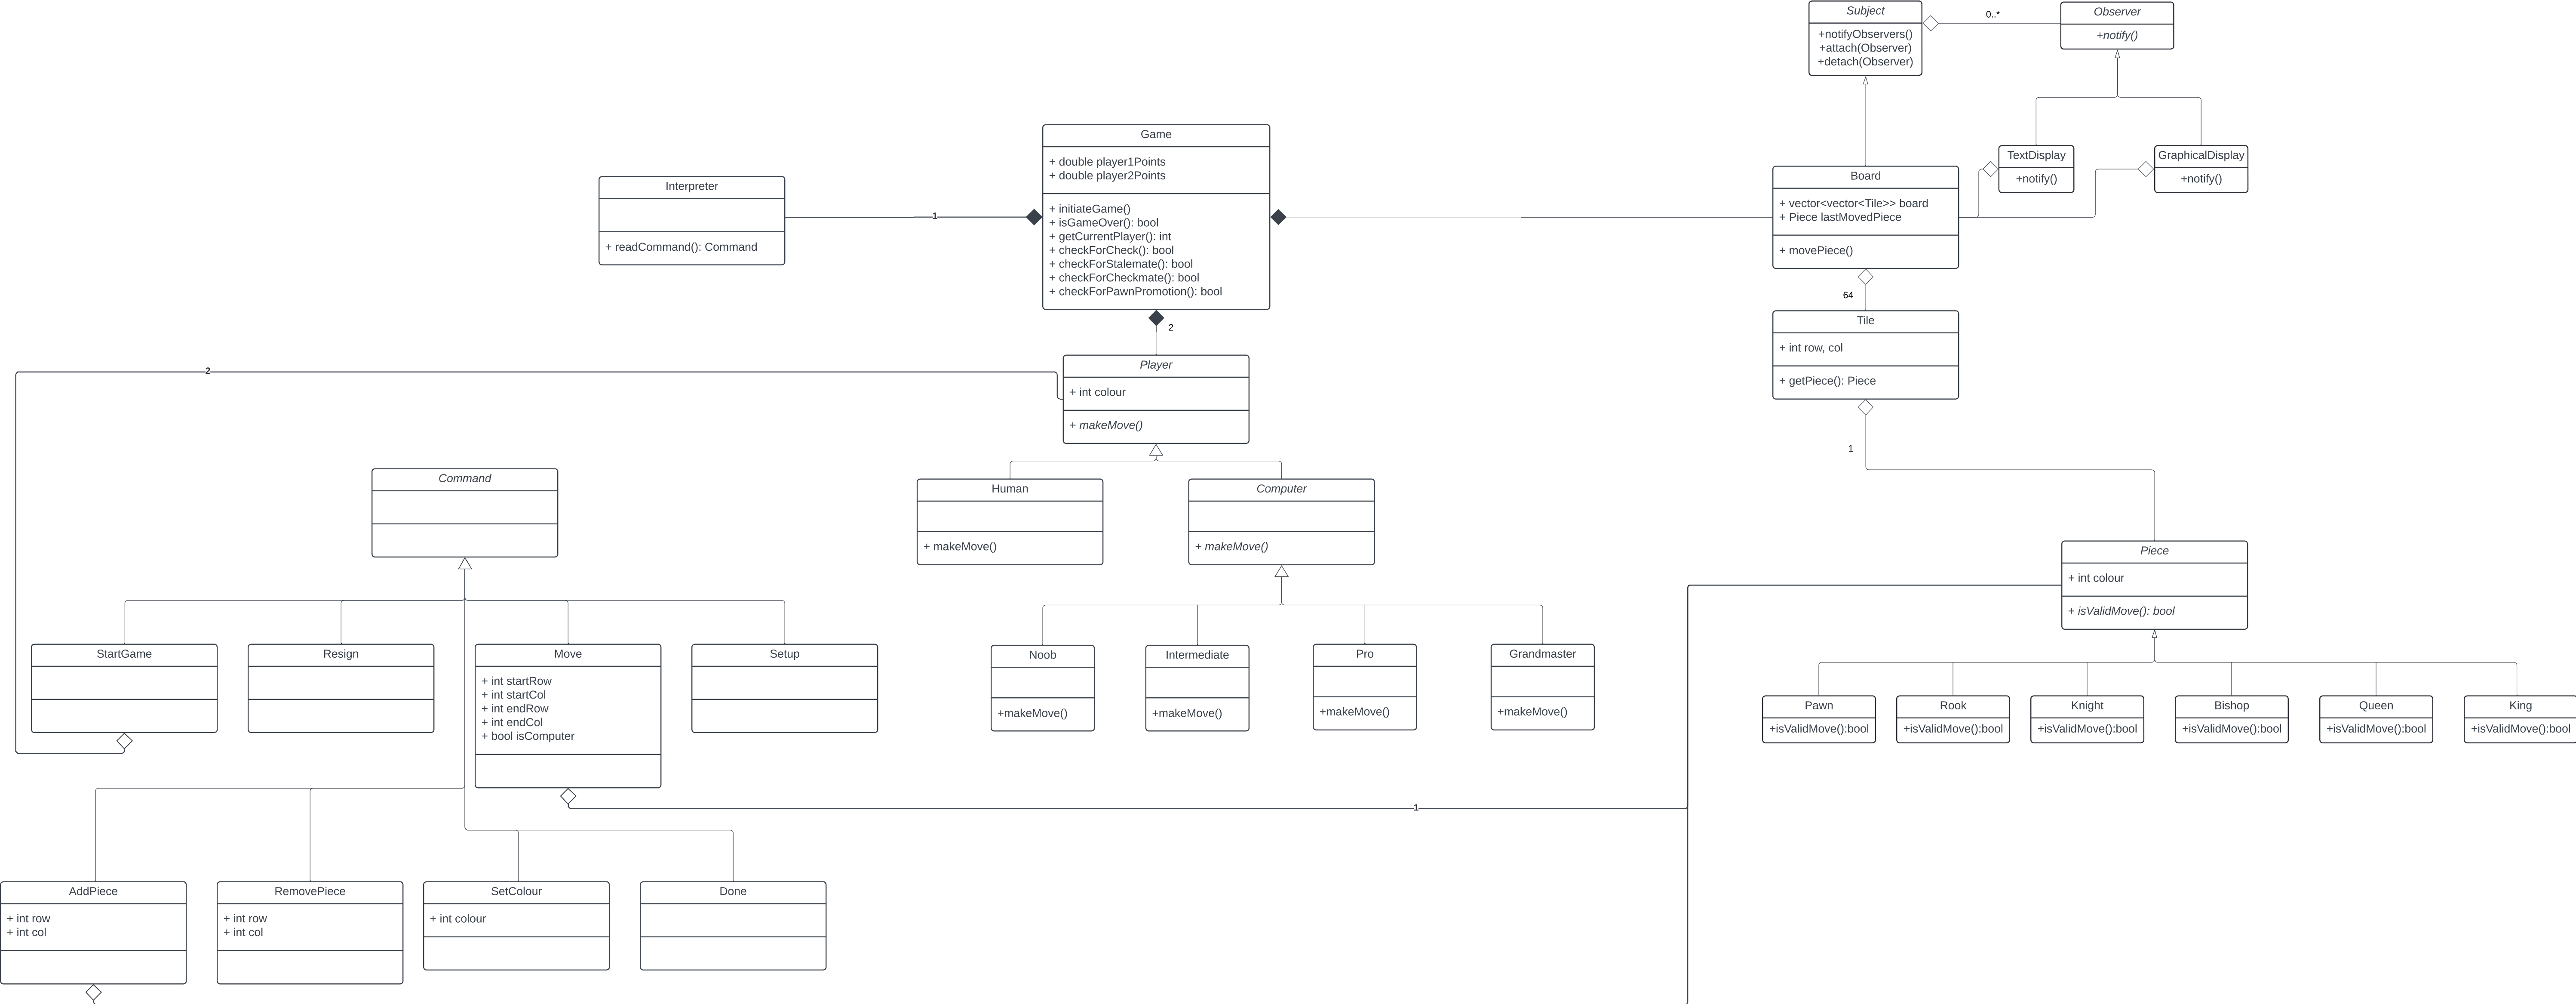 Subject
+notifyObservers()
+attach(Observer)
+detach(Observer)
0..*
Observer
+notify()
Game
+ double player1Points
+ double player2Points
+ initiateGame()
+ isGameOver(): bool
+ getCurrentPlayer(): int
+ checkForCheck(): bool
+ checkForStalemate(): bool
+ checkForCheckmate(): bool
+ checkForPawnPromotion(): bool
TextDisplay
+notify()
GraphicalDisplay
+notify()
Interpreter
+ readCommand(): Command
1
Board
+ vector<vector<Tile>> board
+ Piece lastMovedPiece
+ movePiece()
64
Tile
+ int row, col
+ getPiece(): Piece
1
2
Player
+ int colour
+ makeMove()
2
Command
Human
+ makeMove()
Computer
+ makeMove()
Piece
+ int colour
+ isValidMove(): bool
StartGame
Resign
Move
+ int startRow
+ int startCol
+ int endRow
+ int endCol
+ bool isComputer
Setup
Noob
+makeMove()
Intermediate
+makeMove()
Pro
+makeMove()
Grandmaster
+makeMove()
Pawn
+isValidMove():bool
Rook
+isValidMove():bool
Knight
+isValidMove():bool
Bishop
+isValidMove():bool
Queen
+isValidMove():bool
King
+isValidMove():bool
1
AddPiece
+ int row
+ int col
RemovePiece
+ int row
+ int col
SetColour
+ int colour
Done